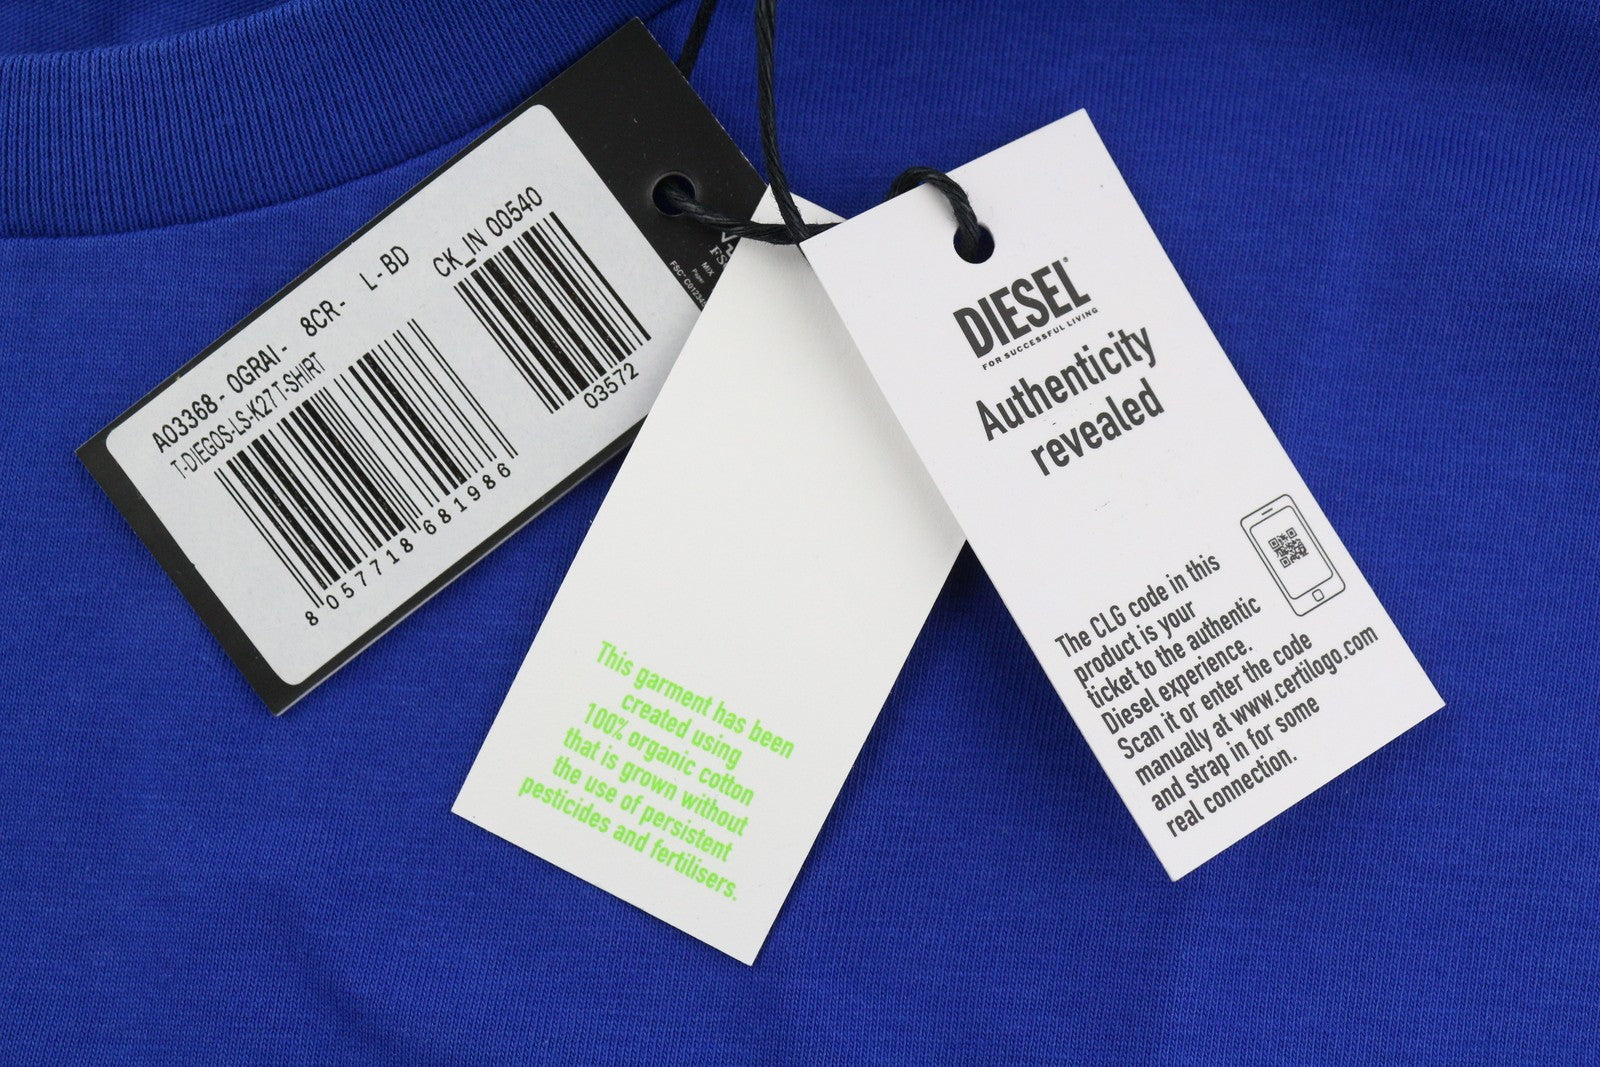 A03368 - 0GRAI - 8CR - L - BD
T-DIEGOS-LS-K27 T-SHIRT
CK_IN 00540
8 057718 681986
03572
MIX
Paper
This garment has been
created using
100% organic cotton
that is grown without
the use of persistent
pesticides and fertilisers.
DIESEL
FOR SUCCESSFUL LIVING
Authenticity
revealed
The CLG code in this
product is your
ticket to the authentic
Diesel experience.
Scan it or enter the code
manually at www.certilogo.com
and strap in for some
real connection.